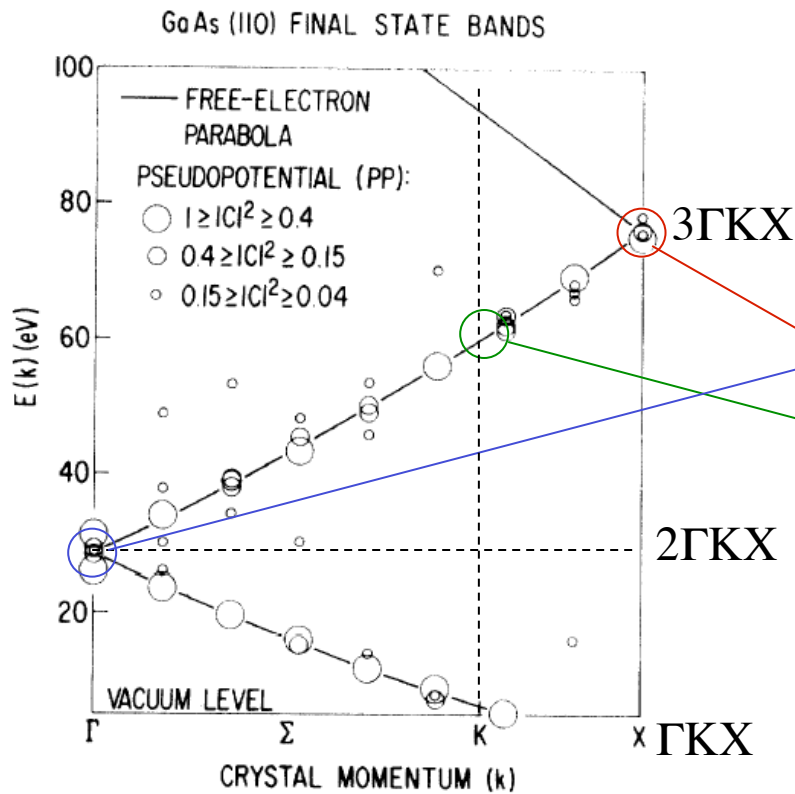 GaAs (110) FINAL STATE BANDS
100
80
60
40
20
E(k)(eV)
FREE-ELECTRON
PARABOLA
PSEUDOPOTENTIAL (PP):
1≥|C|²≥0.4
0.4≥|C|²≥0.15
0.15≥|C|²≥0.04
3ΓKX
2ΓKX
VACUUM LEVEL
ΓKX
Γ Σ K X
CRYSTAL MOMENTUM (k)